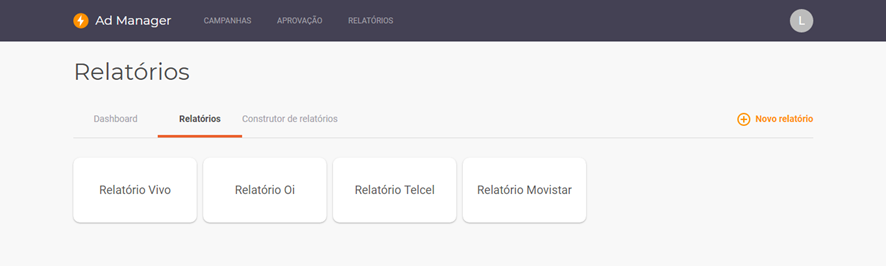 Ad Manager CAMPANHAS APROVAÇÃO RELATÓRIOS L
Relatórios
Dashboard Relatórios Construtor de relatórios Novo relatório
Relatório Vivo Relatório Oi Relatório Telcel Relatório Movistar